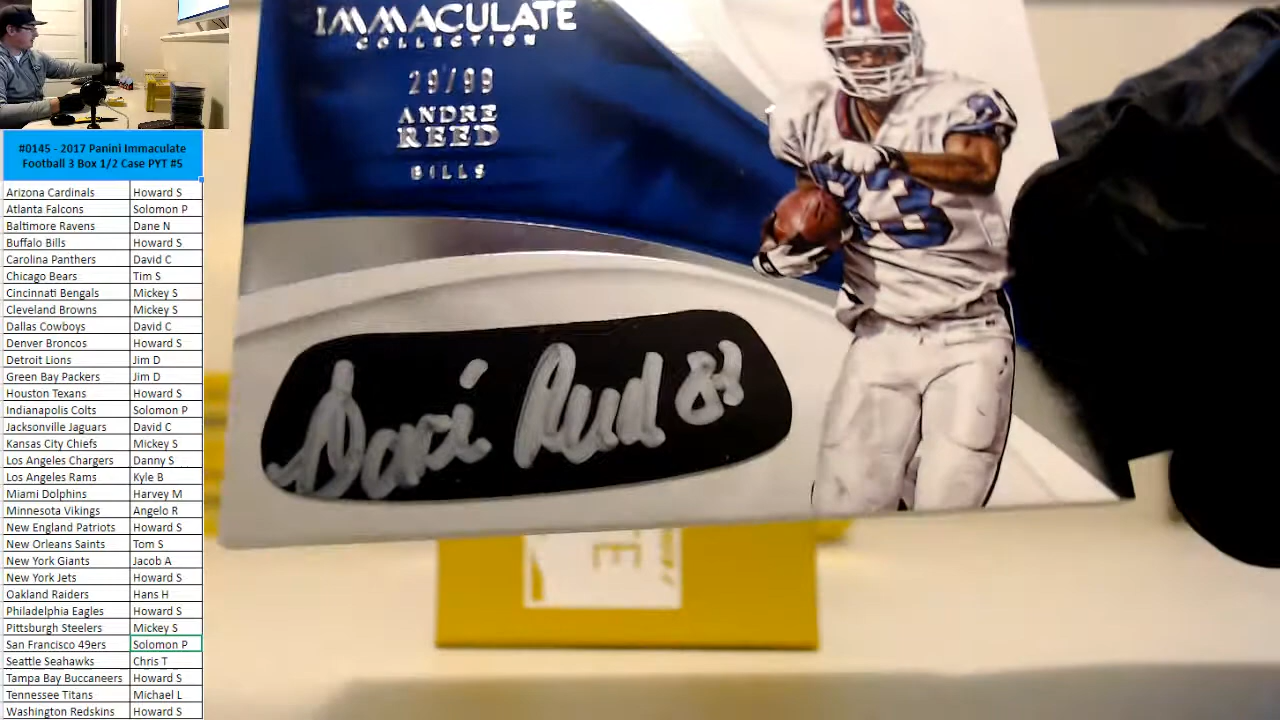 #0145 - 2017 Panini Immaculate
Football 3 Box 1/2 Case PYT #5
Arizona Cardinals Howard S
Atlanta Falcons Solomon P
Baltimore Ravens Dane N
Buffalo Bills Howard S
Carolina Panthers David C
Chicago Bears Tim S
Cincinnati Bengals Mickey S
Cleveland Browns Mickey S
Dallas Cowboys David C
Denver Broncos Howard S
Detroit Lions Jim D
Green Bay Packers Jim D
Houston Texans Howard S
Indianapolis Colts Solomon P
Jacksonville Jaguars David C
Kansas City Chiefs Mickey S
Los Angeles Chargers Danny S
Los Angeles Rams Kyle B
Miami Dolphins Harvey M
Minnesota Vikings Angelo R
New England Patriots Howard S
New Orleans Saints Tom S
New York Giants Jacob A
New York Jets Howard S
Oakland Raiders Hans H
Philadelphia Eagles Howard S
Pittsburgh Steelers Mickey S
San Francisco 49ers Solomon P
Seattle Seahawks Chris T
Tampa Bay Buccaneers Howard S
Tennessee Titans Michael L
Washington Redskins Howard S
IMMACULATE
COLLECTION
29/99
ANDRE
REED
BILLS
83
Reed 83